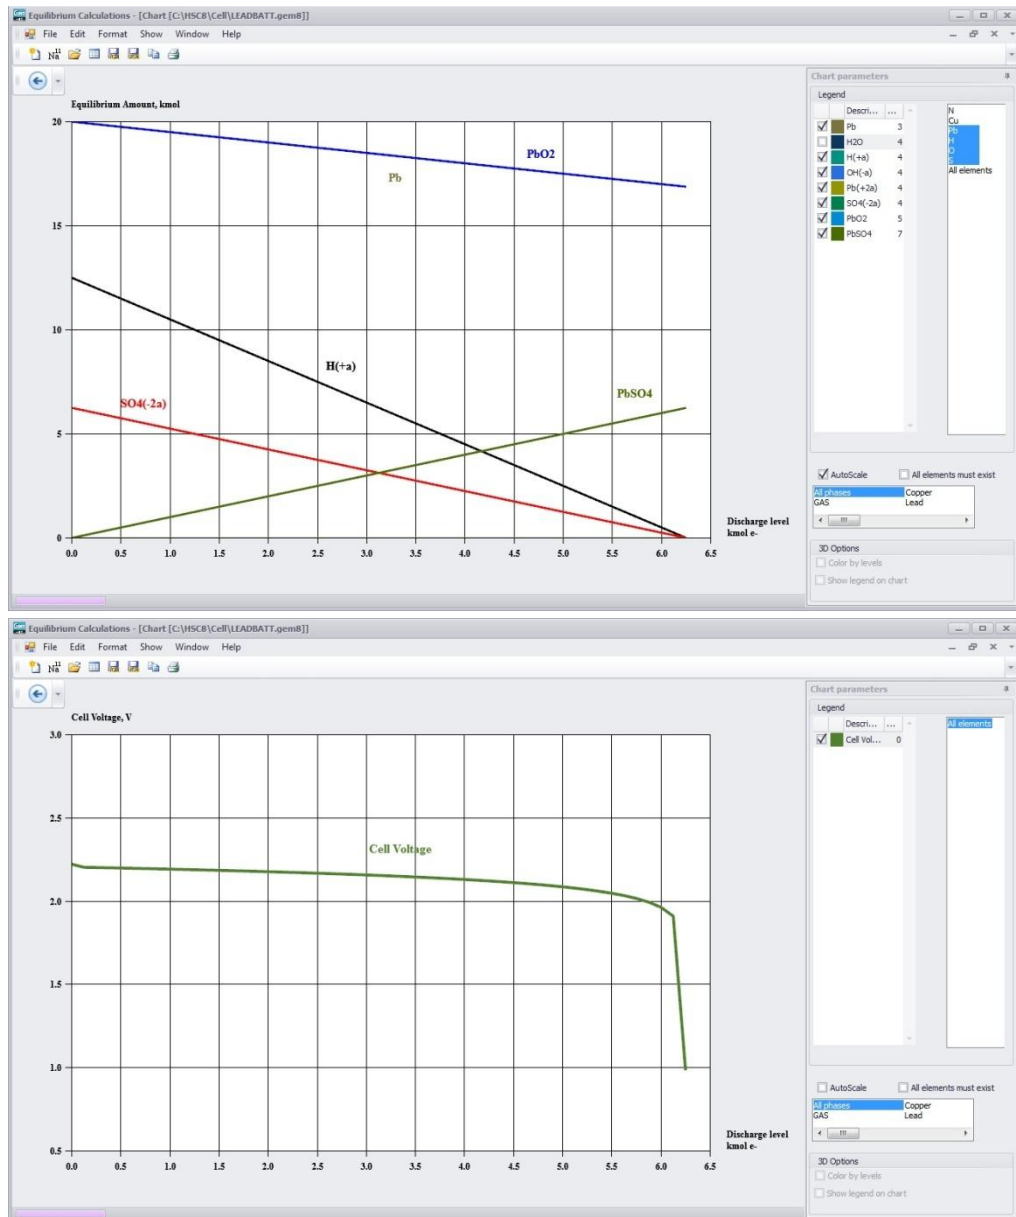 Equilibrium Calculations - [Chart [C:\HSC8\Cell\LEADBATT.gem8]]
File Edit Format Show Window Help
Chart parameters
Legend
Descri... ...
Pb 3
H2O 4
H(+a) 4
OH(-a) 4
Pb(+2a) 4
SO4(-2a) 4
PbO2 5
PbSO4 7
N
Cu
Pb
H
O
S
All elements
Equilibrium Amount, kmol
20
15
10
5
0
PbO2
Pb
H(+a)
PbSO4
SO4(-2a)
0.0 0.5 1.0 1.5 2.0 2.5 3.0 3.5 4.0 4.5 5.0 5.5 6.0 6.5
Discharge level
kmol e-
AutoScale All elements must exist
All phases Copper
GAS Lead
3D Options
Color by levels
Show legend on chart
Equilibrium Calculations - [Chart [C:\HSC8\Cell\LEADBATT.gem8]]
File Edit Format Show Window Help
Chart parameters
Legend
Descri... ...
Cell Vol... 0
All elements
Cell Voltage, V
3.0
2.5
2.0
1.5
1.0
0.5
Cell Voltage
0.0 0.5 1.0 1.5 2.0 2.5 3.0 3.5 4.0 4.5 5.0 5.5 6.0 6.5
Discharge level
kmol e-
AutoScale All elements must exist
All phases Copper
GAS Lead
3D Options
Color by levels
Show legend on chart